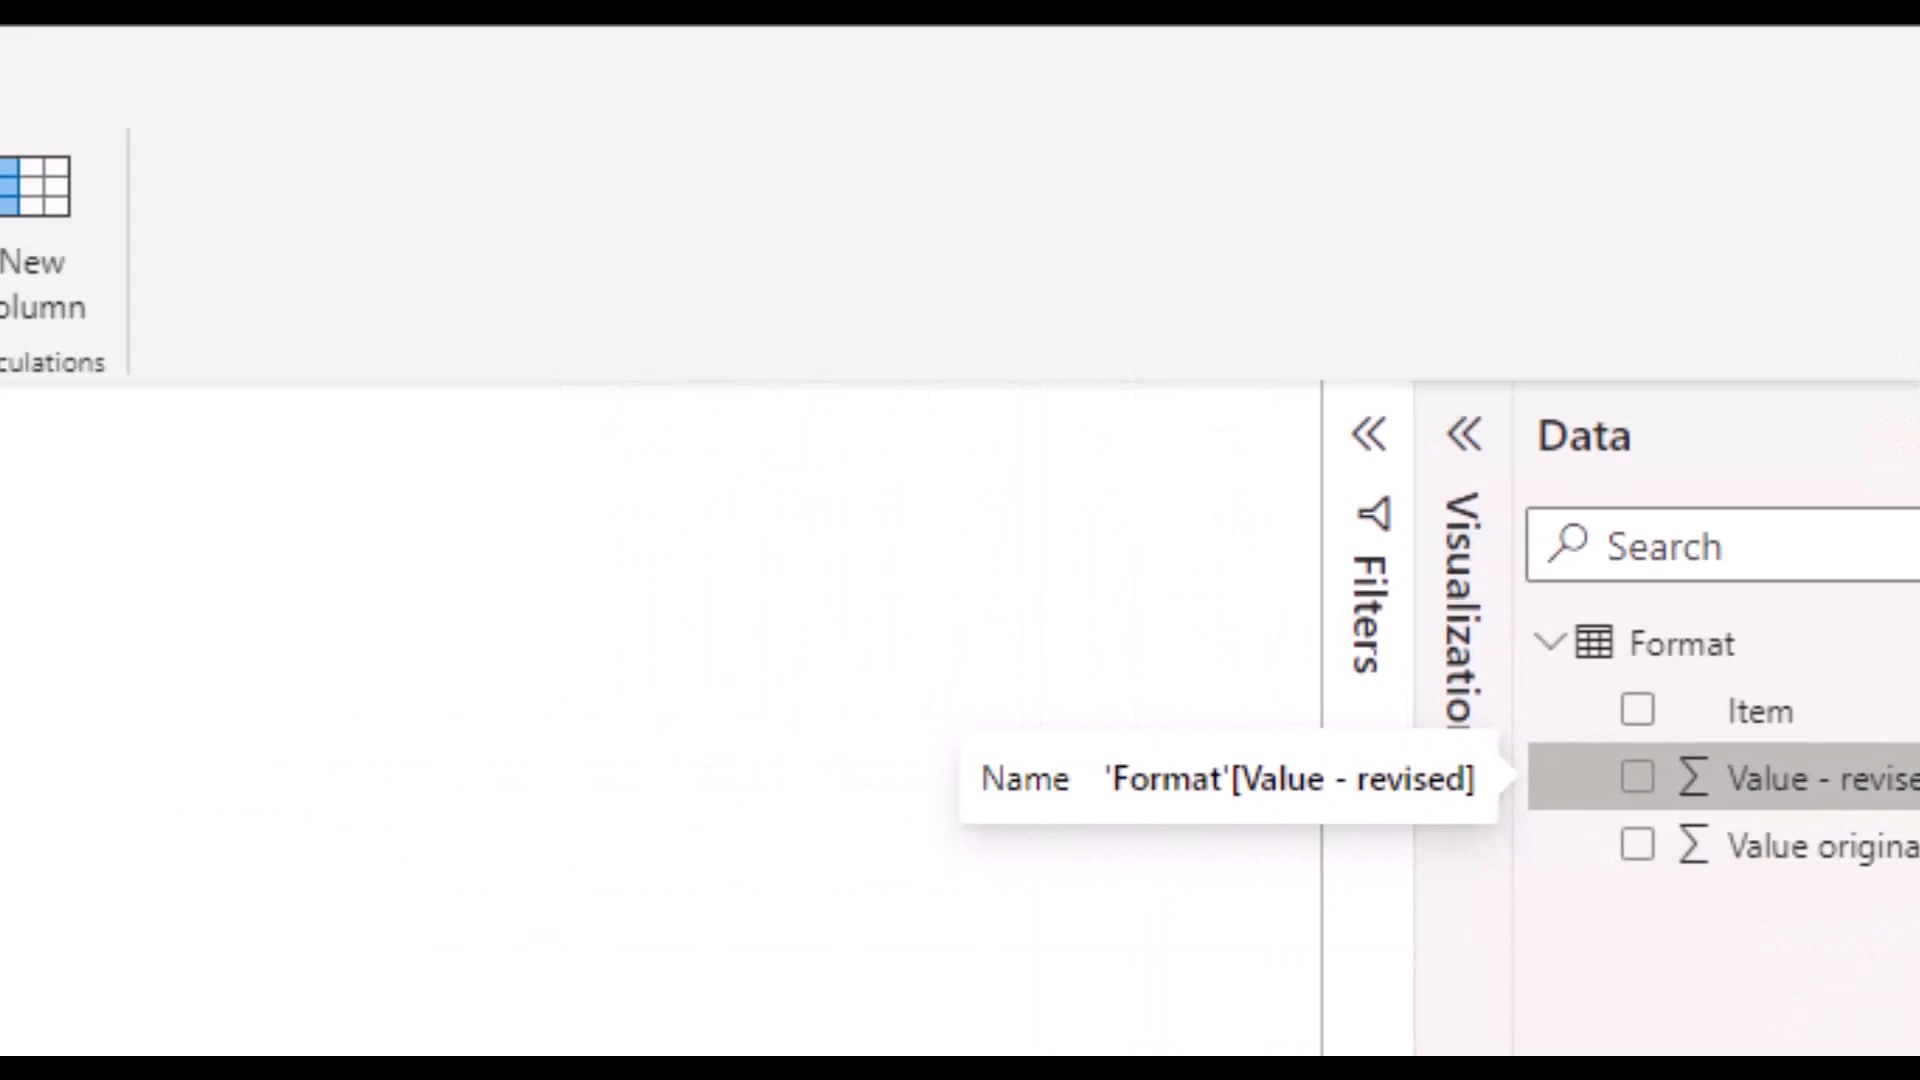 New
olumn
culations
Data
Filters
Visualizatio
Search
Format
Item
Name 'Format'[Value - revised]
Value - revise
Value origina